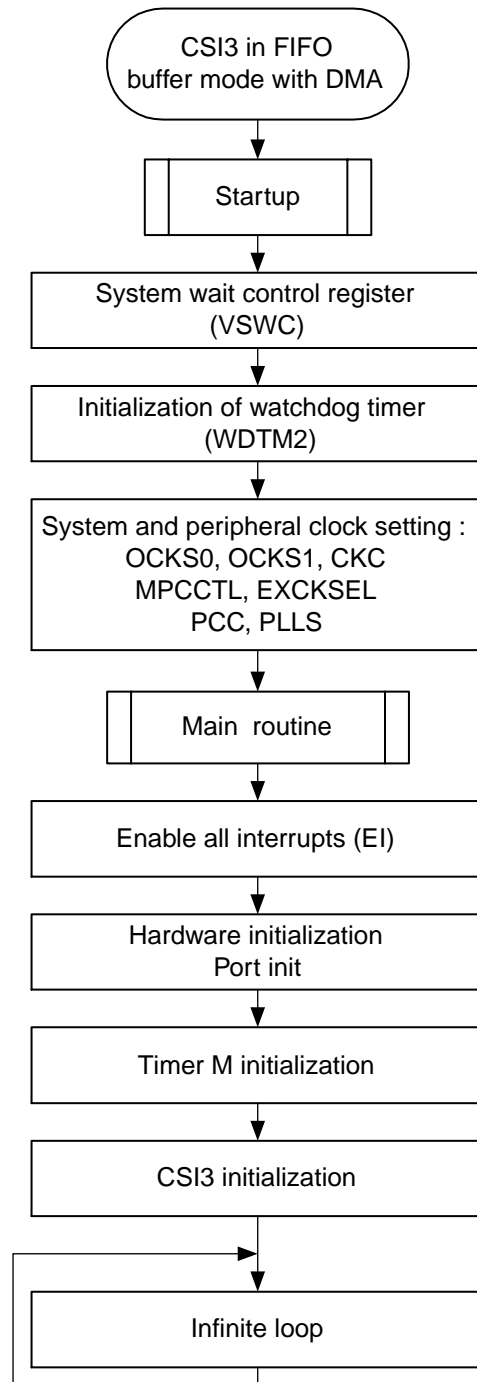 CSI3 in FIFO
buffer mode with DMA
Startup
System wait control register
(VSWC)
Initialization of watchdog timer
(WDTM2)
System and peripheral clock setting :
OCKS0, OCKS1, CKC
MPCCTL, EXCKSEL
PCC, PLLS
Main routine
Enable all interrupts (EI)
Hardware initialization
Port init
Timer M initialization
CSI3 initialization
Infinite loop